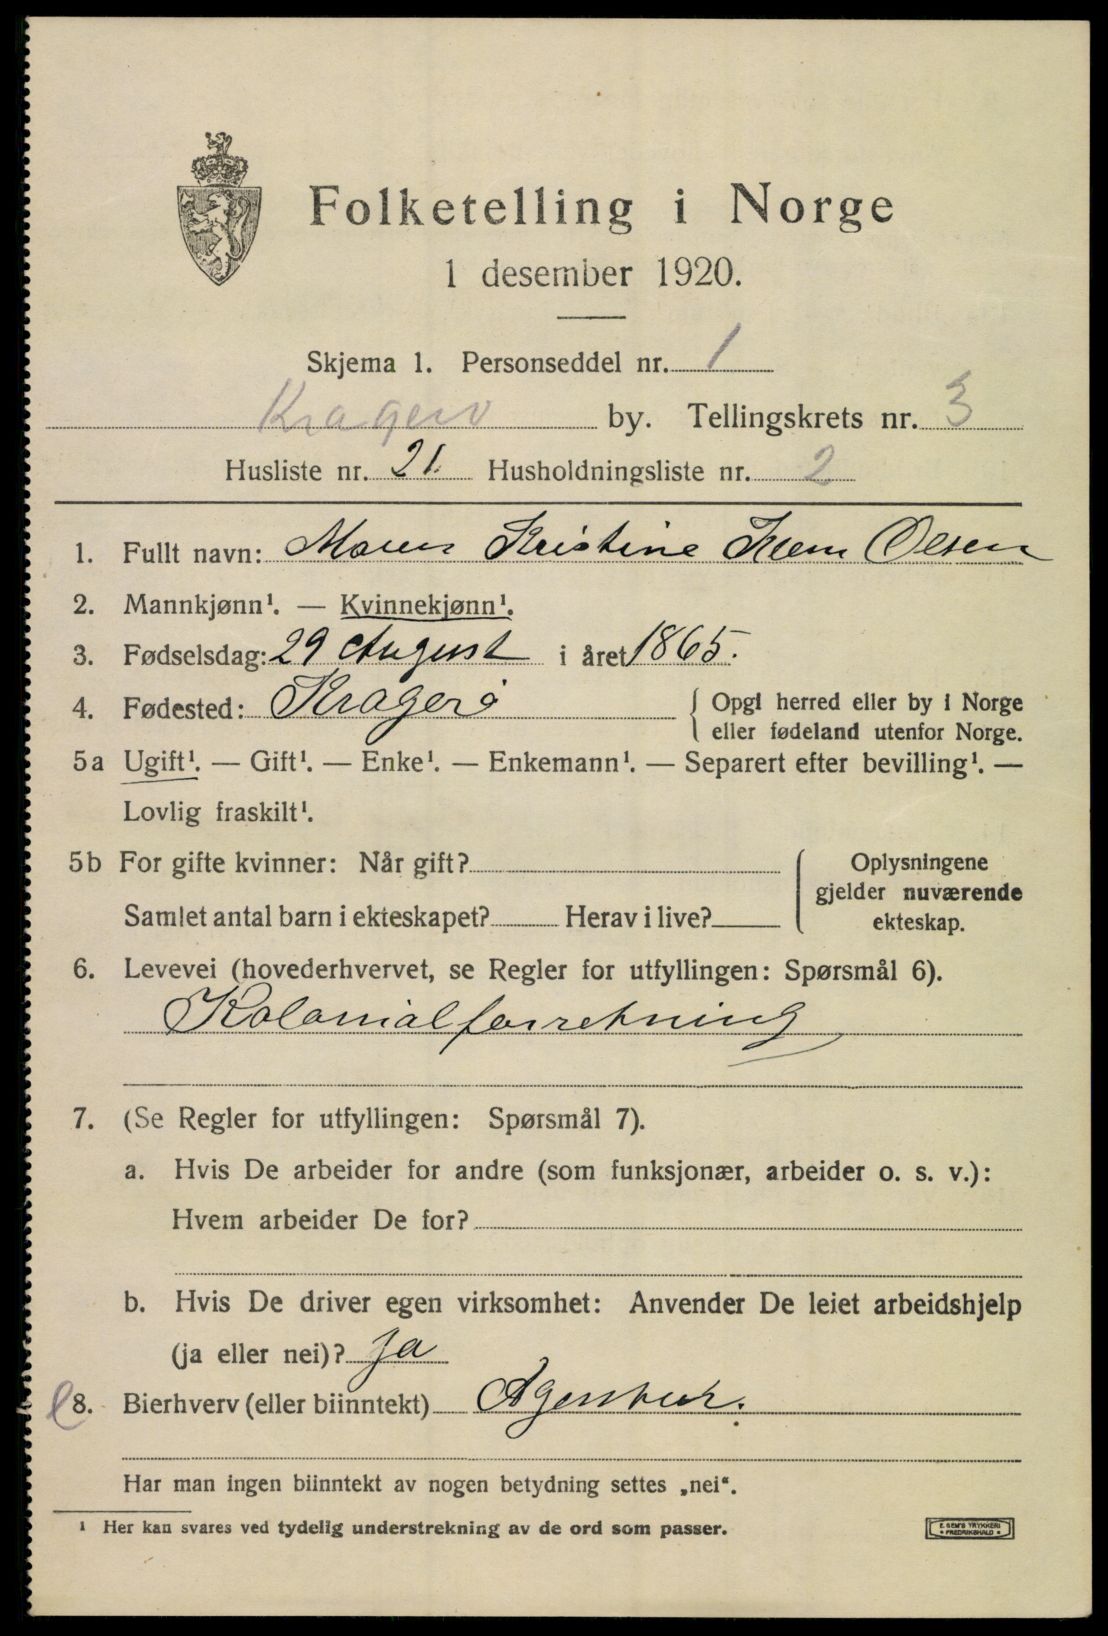 Folketelling i Norge
1 desember 1920.
Skjema 1. Personseddel nr. 1
Kragerø by. Tellingskrets nr. 3
Husliste nr. 21. Husholdningsliste nr. 2
1. Fullt navn: Maren Kristine Olsen
2. Mannkjønn¹. — Kvinnekjønn¹.
3. Fødselsdag: 29 August i året 1865.
4. Fødested: Kragerø { Opgi herred eller by i Norge
eller fødeland utenfor Norge.
5a Ugift¹. — Gift¹. — Enke¹. — Enkemann¹. — Separert efter bevilling¹. —
Lovlig fraskilt¹.
5b For gifte kvinner: Når gift?
Samlet antal barn i ekteskapet? Herav i live?
Oplysningene
gjelder nuværende
ekteskap.
6. Levevei (hovederhvervet, se Regler for utfyllingen: Spørsmål 6).
Kolonialforretning
7. (Se Regler for utfyllingen: Spørsmål 7).
a. Hvis De arbeider for andre (som funksjonær, arbeider o. s. v.):
Hvem arbeider De for?
b. Hvis De driver egen virksomhet: Anvender De leiet arbeidshjelp
(ja eller nei)? Ja
8. Bierhverv (eller biinntekt) Agentur.
Har man ingen biinntekt av nogen betydning settes „nei“.
¹ Her kan svares ved tydelig understrekning av de ord som passer.
E. SEM'S TRYKKERI
FREDRIKSHALD